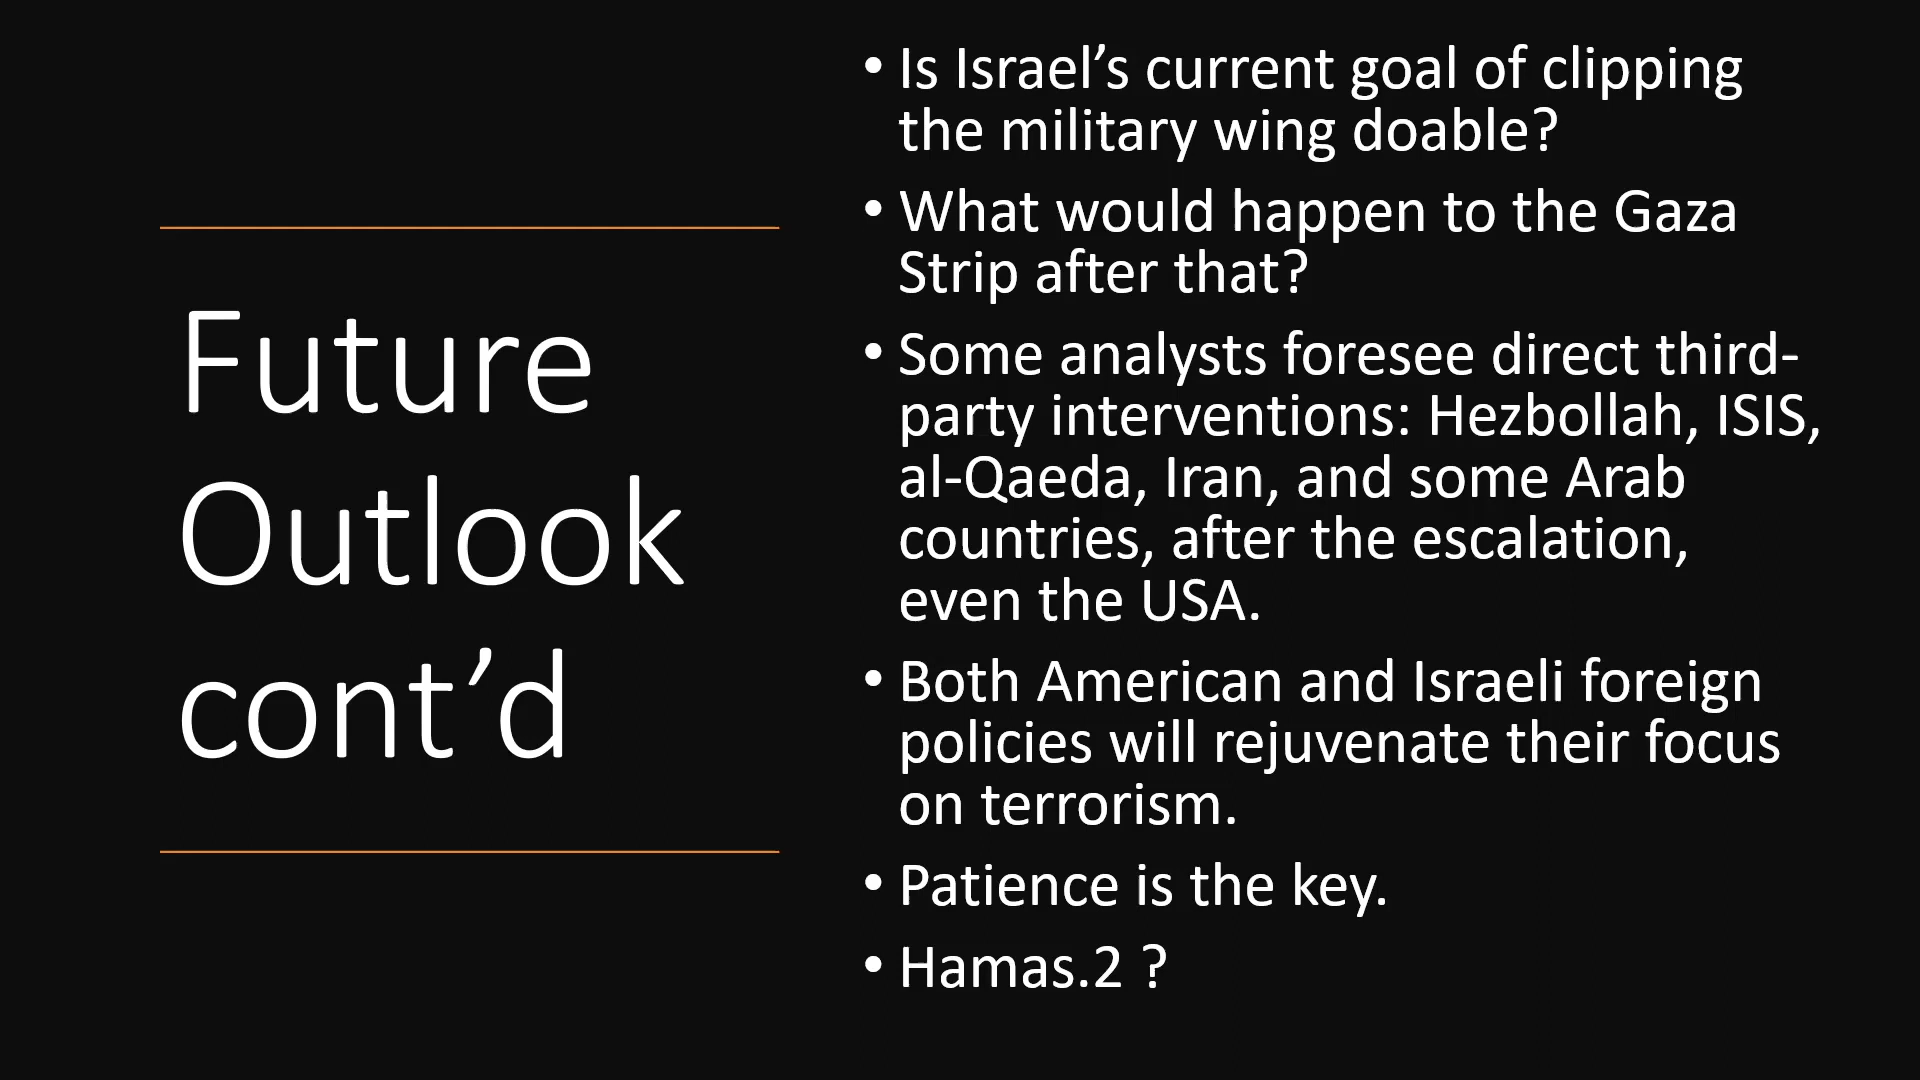 Future
Outlook
cont’d
• Is Israel’s current goal of clipping
the military wing doable?
• What would happen to the Gaza
Strip after that?
• Some analysts foresee direct third-
party interventions: Hezbollah, ISIS,
al-Qaeda, Iran, and some Arab
countries, after the escalation,
even the USA.
• Both American and Israeli foreign
policies will rejuvenate their focus
on terrorism.
• Patience is the key.
• Hamas.2 ?